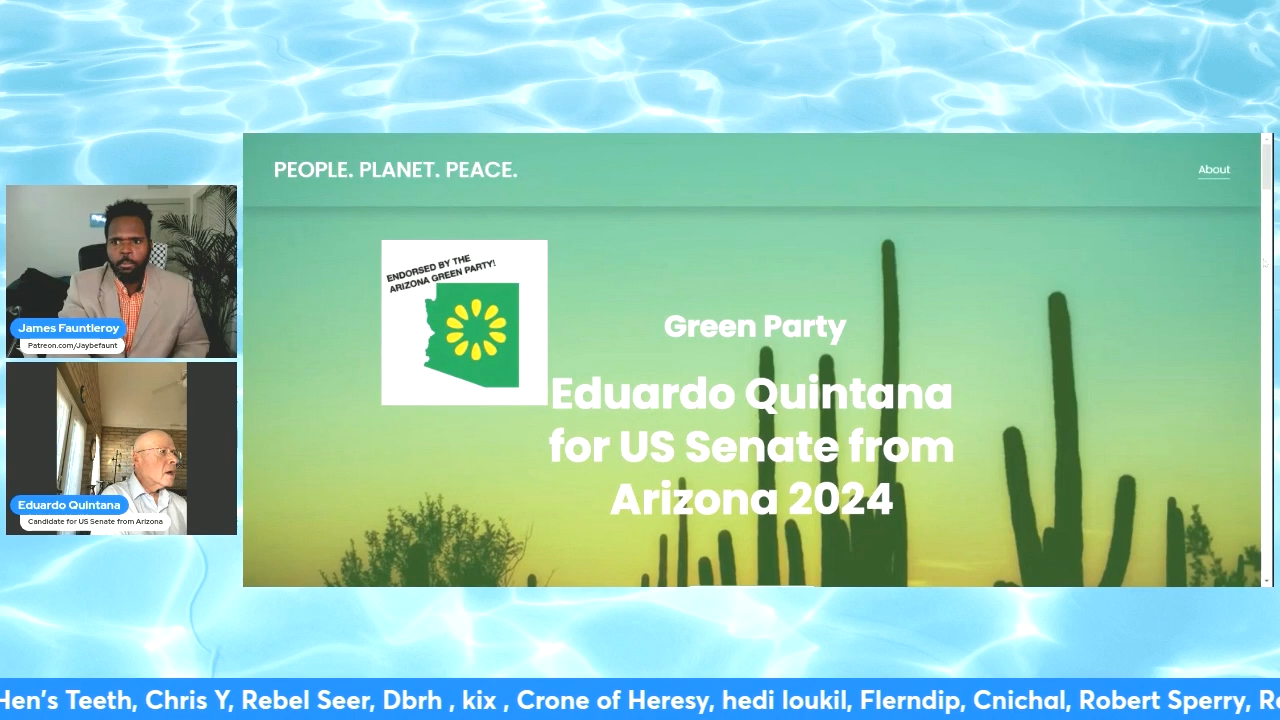 PEOPLE. PLANET. PEACE.
About
ENDORSED BY THE
ARIZONA GREEN PARTY!
Green Party
Eduardo Quintana
for US Senate from
Arizona 2024
James Fauntleroy
Patreon.com/Jaybefaunt
Eduardo Quintana
Candidate for US Senate from Arizona
Hen's Teeth, Chris Y, Rebel Seer, Dbrh , kix , Crone of Heresy, hedi loukil, Flerndip, Cnichal, Robert Sperry,